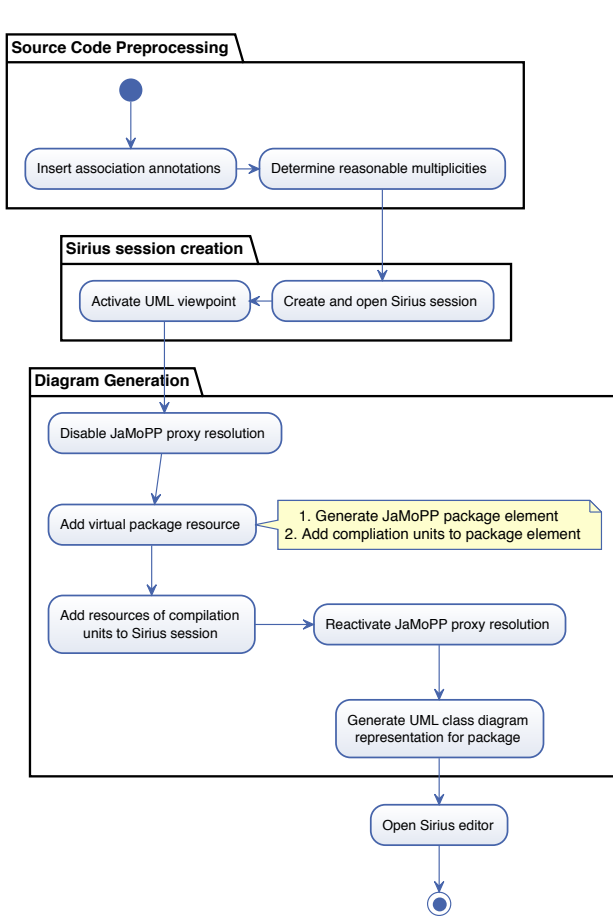 Source Code Preprocessing
Insert association annotations
Determine reasonable multiplicities
Sirius session creation
Activate UML viewpoint
Create and open Sirius session
Diagram Generation
Disable JaMoPP proxy resolution
Add virtual package resource
1. Generate JaMoPP package element
2. Add compliation units to package element
Add resources of compilation
units to Sirius session
Reactivate JaMoPP proxy resolution
Generate UML class diagram
representation for package
Open Sirius editor